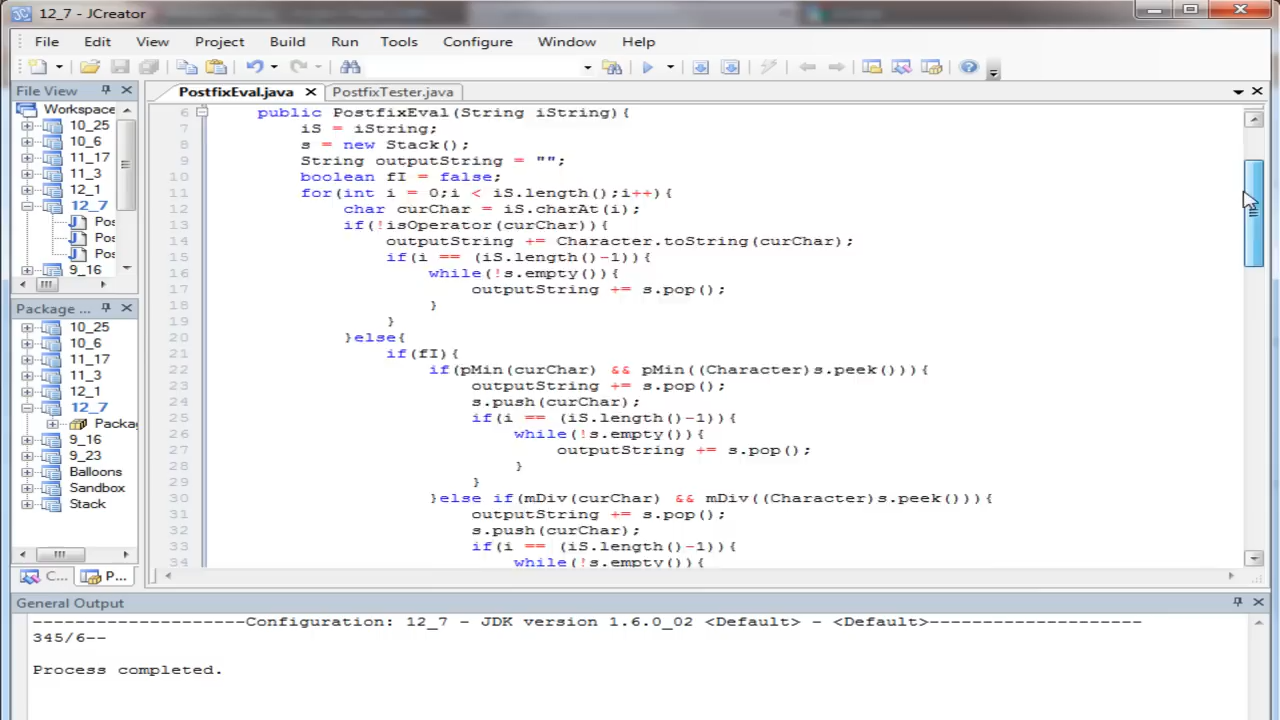 12_7 - JCreator
File Edit View Project Build Run Tools Configure Window Help
File View
PostfixEval.java PostfixTester.java
Workspace
10_25
10_6
11_17
11_3
12_1
12_7
Pos
Pos
Pos
9_16
Package ...
10_25
10_6
11_17
11_3
12_1
12_7
Packa
9_16
9_23
Balloons
Sandbox
Stack
C... P...
6 public PostfixEval(String iString){
7 iS = iString;
8 s = new Stack();
9 String outputString = "";
10 boolean fI = false;
11 for(int i = 0;i < iS.length();i++){
12 char curChar = iS.charAt(i);
13 if(!isOperator(curChar)){
14 outputString += Character.toString(curChar);
15 if(i == (iS.length()-1)){
16 while(!s.empty()){
17 outputString += s.pop();
18 }
19 }
20 }else{
21 if(fI){
22 if(pMin(curChar) && pMin((Character)s.peek())){
23 outputString += s.pop();
24 s.push(curChar);
25 if(i == (iS.length()-1)){
26 while(!s.empty()){
27 outputString += s.pop();
28 }
29 }
30 }else if(mDiv(curChar) && mDiv((Character)s.peek())){
31 outputString += s.pop();
32 s.push(curChar);
33 if(i == (iS.length()-1)){
34 while(!s.empty()){
General Output
--------------------Configuration: 12_7 - JDK version 1.6.0_02 <Default> - <Default>--------------------
345/6--
Process completed.